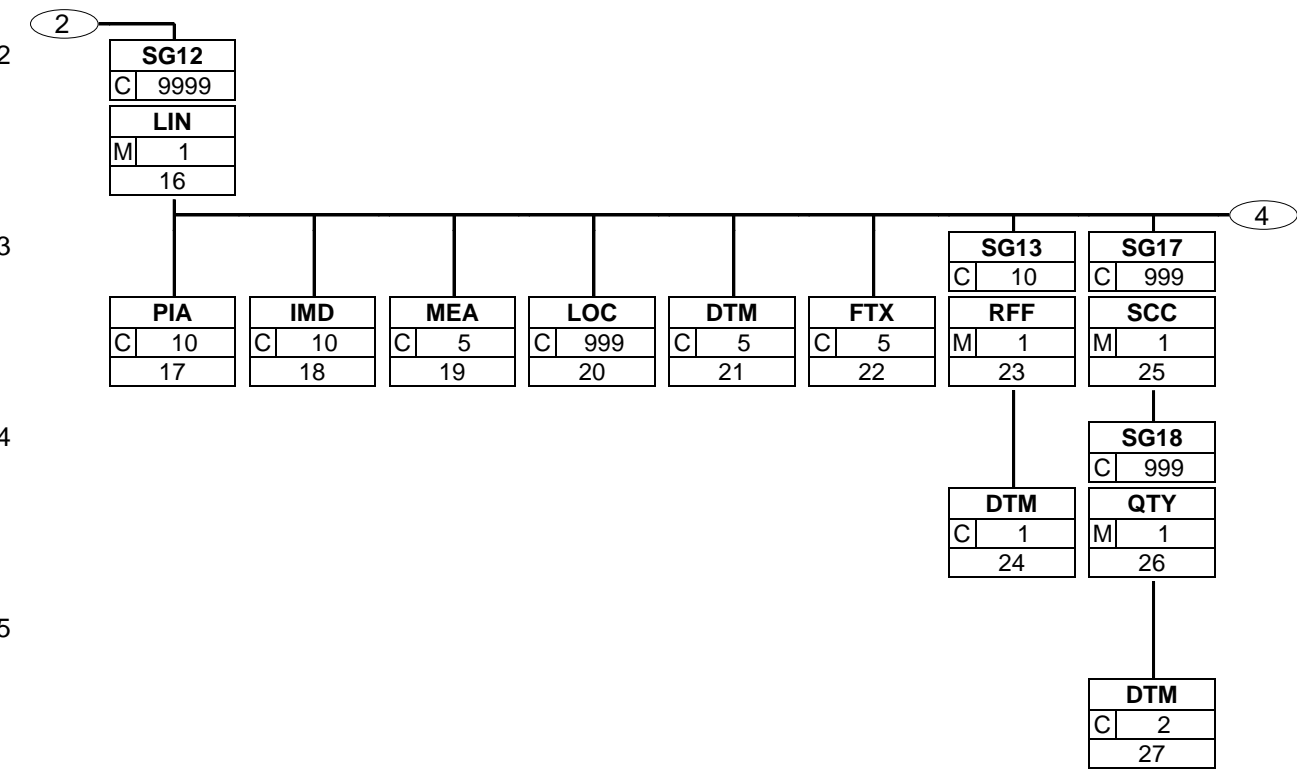 2
2 SG12
C 9999
LIN
M 1
16
4
3 SG13 SG17
C 10 C 999
PIA IMD MEA LOC DTM FTX RFF SCC
C 10 C 10 C 5 C 999 C 5 C 5 M 1 M 1
17 18 19 20 21 22 23 25
4 SG18
C 999
DTM QTY
C 1 M 1
24 26
5
DTM
C 2
27